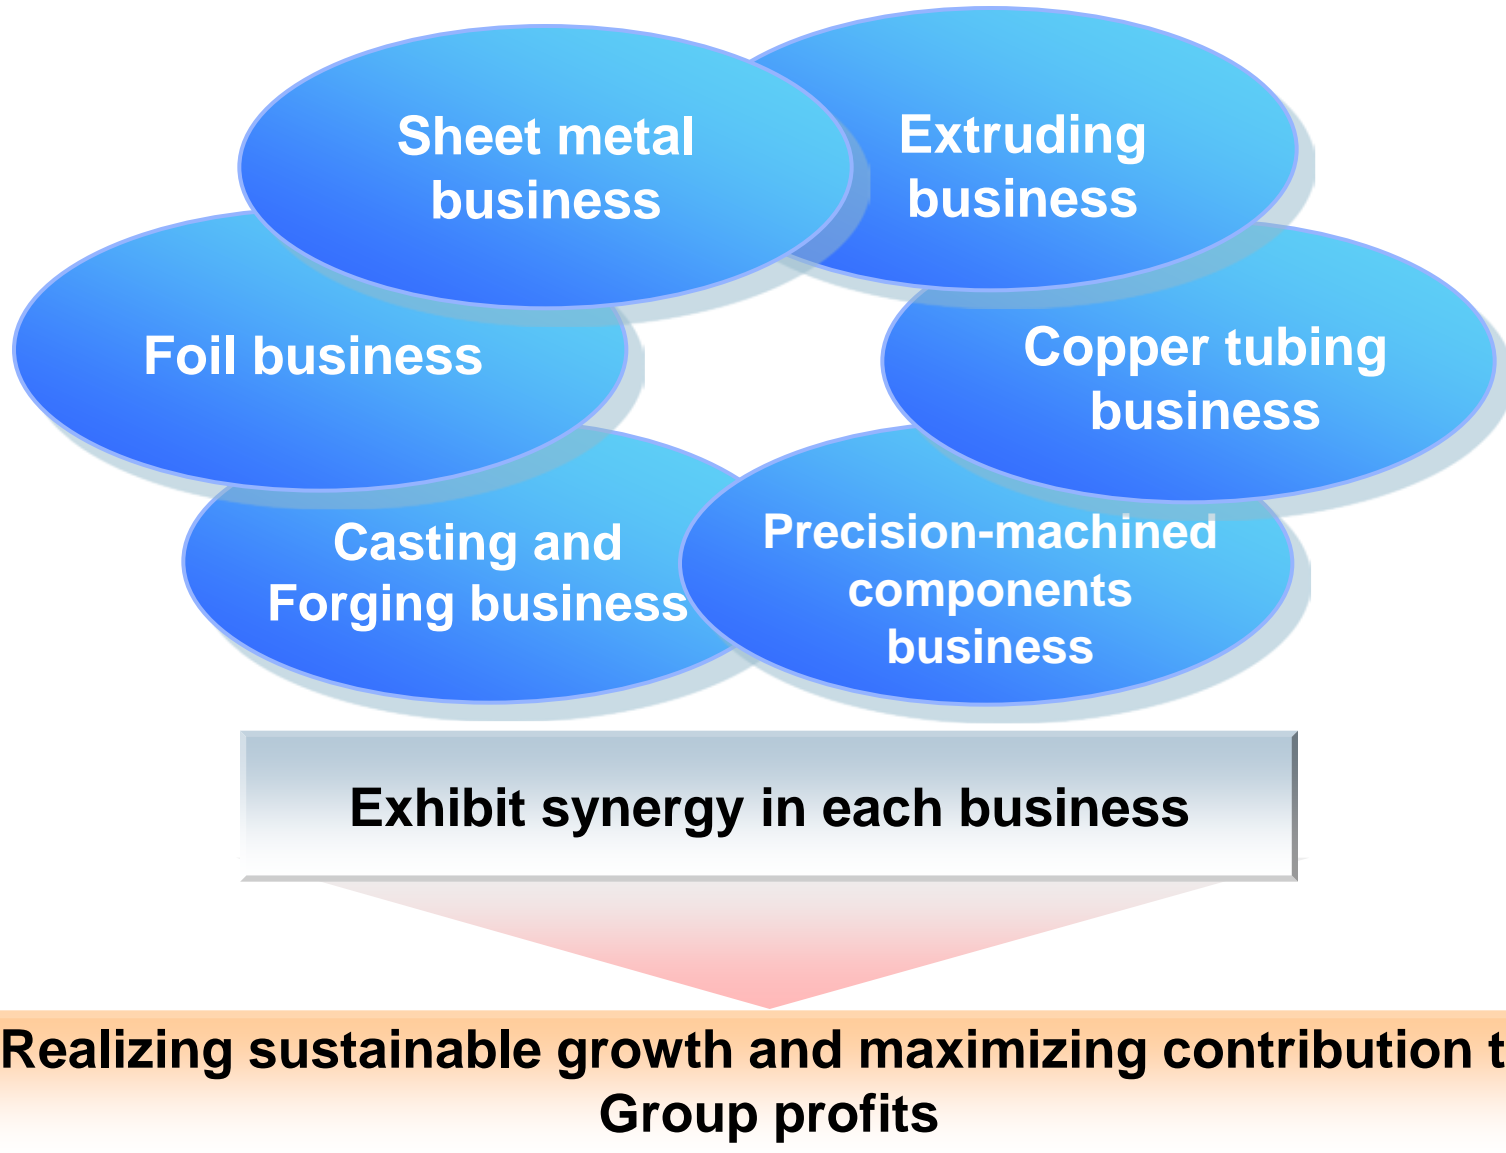 Sheet metal
business
Extruding
business
Foil business
Copper tubing
business
Casting and
Forging business
Precision-machined
components
business
Exhibit synergy in each business
Realizing sustainable growth and maximizing contribution t
Group profits